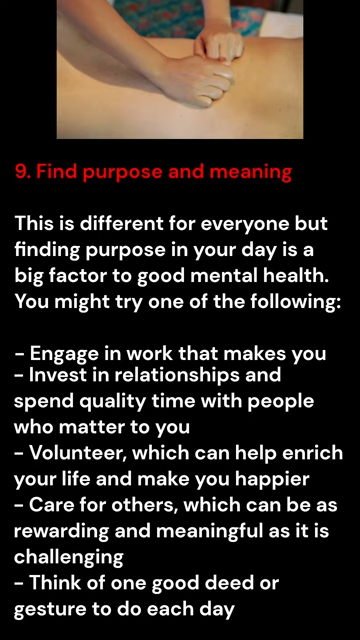 9. Find purpose and meaning
This is different for everyone but
finding purpose in your day is a
big factor to good mental health.
You might try one of the following:
- Engage in work that makes you
- Invest in relationships and
spend quality time with people
who matter to you
- Volunteer, which can help enrich
your life and make you happier
- Care for others, which can be as
rewarding and meaningful as it is
challenging
- Think of one good deed or
gesture to do each day